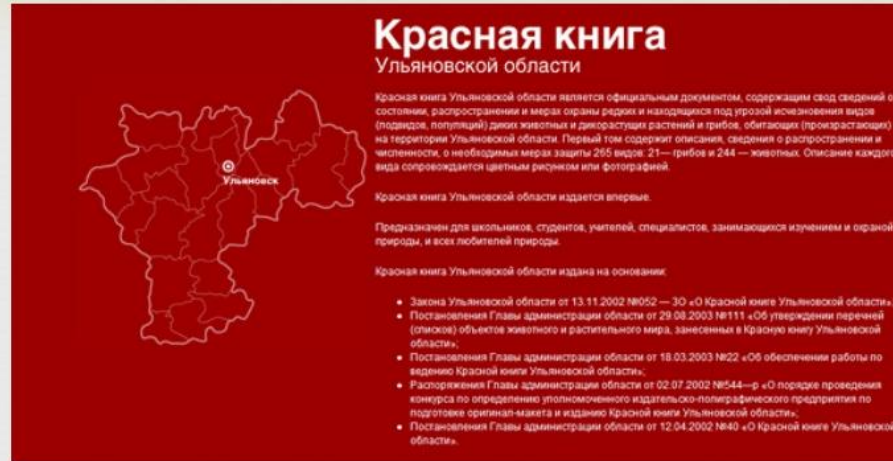 Красная книга
Ульяновской области
Красная книга Ульяновской области является официальным документом, содержащим свод сведений о
состоянии, распространении и мерах охраны редких и находящихся под угрозой исчезновения видов
(подвидов, популяций) диких животных и дикорастущих растений и грибов, обитающих (произрастающих)
на территории Ульяновской области. Первый том содержит описания, сведения о распространении и
численности, о необходимых мерах защиты 265 видов: 21— грибов и 244 — животных. Описание каждого
вида сопровождается цветным рисунком или фотографией.
Красная книга Ульяновской области издается впервые.
Предназначен для школьников, студентов, учителей, специалистов, занимающихся изучением и охраной
природы, и всех любителей природы.
Красная книга Ульяновской области издана на основании:
• Закона Ульяновской области от 13.11.2002 №052 — ЗО «О Красной книге Ульяновской области»
• Постановления Главы администрации области от 29.08.2003 №111 «Об утверждении перечней
(списков) объектов животного и растительного мира, занесенных в Красную книгу Ульяновской
области»;
• Постановления Главы администрации области от 18.03.2003 №22 «Об обеспечении работы по
ведению Красной книги Ульяновской области»;
• Распоряжения Главы администрации области от 02.07.2002 №544—р «О порядке проведения
конкурса по определению уполномоченного издательско-полиграфического предприятия по
подготовке оригинал-макета и изданию Красной книги Ульяновской области»;
• Постановления Главы администрации области от 12.04.2002 №40 «О Красной книге Ульяновской
области».
Ульяновск